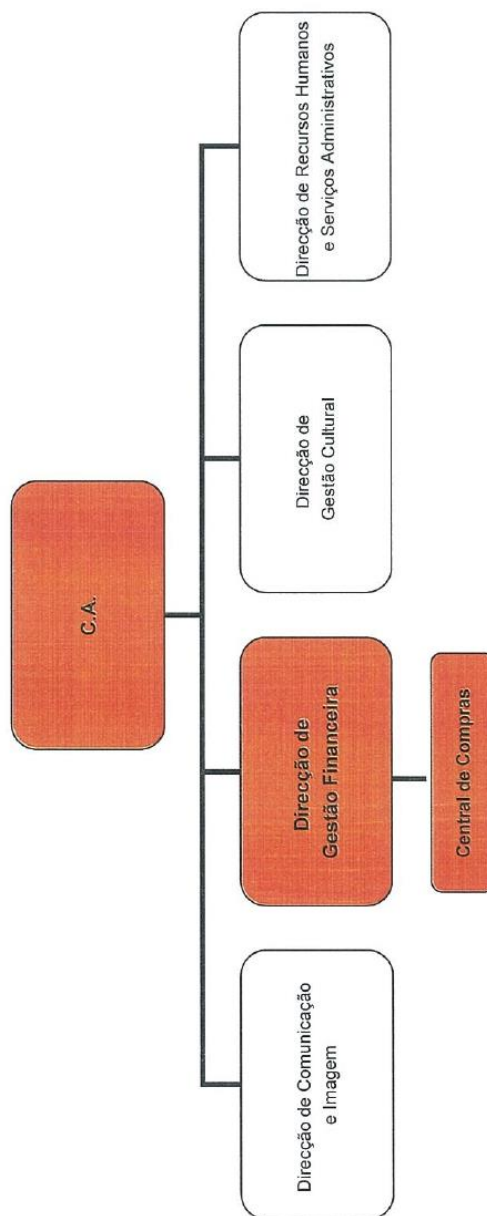 C.A.
Direcção de Comunicação
e Imagem
Direcção de
Gestão Financeira
Direcção de
Gestão Cultural
Direcção de Recursos Humanos
e Serviços Administrativos
Central de Compras